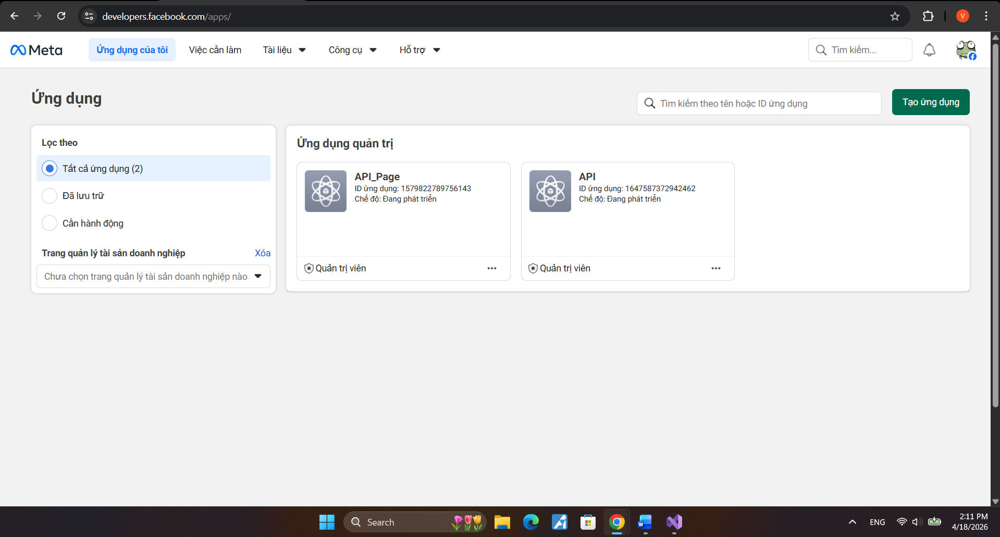 developers.facebook.com/apps/
V
Meta
Ứng dụng của tôi
Việc cần làm
Tài liệu
Công cụ
Hỗ trợ
Tìm kiếm...
Ứng dụng
Tìm kiếm theo tên hoặc ID ứng dụng
Tạo ứng dụng
Lọc theo
Tất cả ứng dụng (2)
Đã lưu trữ
Cần hành động
Trang quản lý tài sản doanh nghiệp
Xóa
Chưa chọn trang quản lý tài sản doanh nghiệp nào
Ứng dụng quản trị
API_Page
ID ứng dụng: 1579822789756143
Chế độ: Đang phát triển
Quản trị viên
API
ID ứng dụng: 1647587372942462
Chế độ: Đang phát triển
Quản trị viên
Search
ENG
2:11 PM
4/18/2026